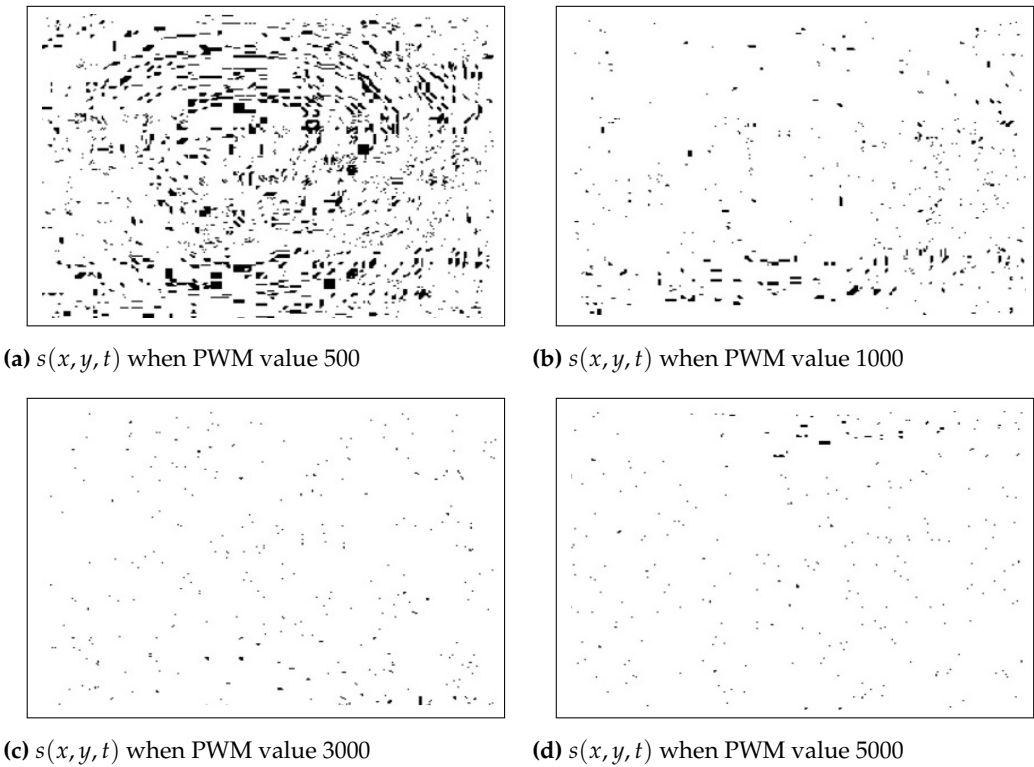 (a) s(x, y, t) when PWM value 500
(b) s(x, y, t) when PWM value 1000
(c) s(x, y, t) when PWM value 3000
(d) s(x, y, t) when PWM value 5000